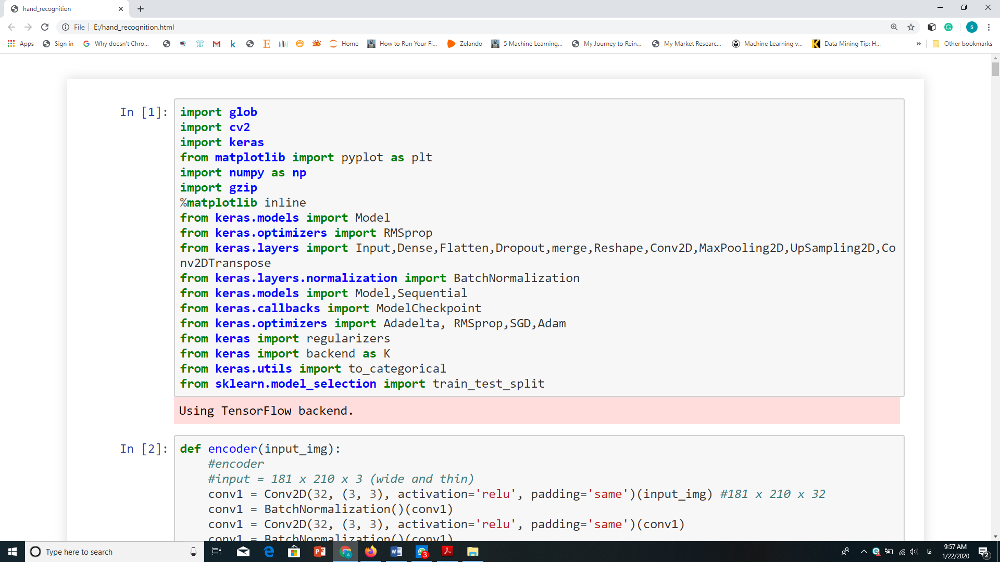 hand_recognition
File
E:/hand_recognition.html
s
Apps
Sign in
Why doesn't Chro...
Home
How to Run Your Fi...
Zelando
5 Machine Learning...
My Journey to Rein...
My Market Researc...
Machine Learning v...
Data Mining Tip: H...
»
Other bookmarks
In [1]:
import glob
import cv2
import keras
from matplotlib import pyplot as plt
import numpy as np
import gzip
%matplotlib inline
from keras.models import Model
from keras.optimizers import RMSprop
from keras.layers import Input,Dense,Flatten,Dropout,merge,Reshape,Conv2D,MaxPooling2D,UpSampling2D,Co
nv2DTranspose
from keras.layers.normalization import BatchNormalization
from keras.models import Model,Sequential
from keras.callbacks import ModelCheckpoint
from keras.optimizers import Adadelta, RMSprop,SGD,Adam
from keras import regularizers
from keras import backend as K
from keras.utils import to_categorical
from sklearn.model_selection import train_test_split
Using TensorFlow backend.
In [2]:
def encoder(input_img):
    #encoder
    #input = 181 x 210 x 3 (wide and thin)
    conv1 = Conv2D(32, (3, 3), activation='relu', padding='same')(input_img) #181 x 210 x 32
    conv1 = BatchNormalization()(conv1)
    conv1 = Conv2D(32, (3, 3), activation='relu', padding='same')(conv1)
    conv1 = BatchNormalization()(conv1)
Type here to search
3
9:57 AM
1/22/2020
2